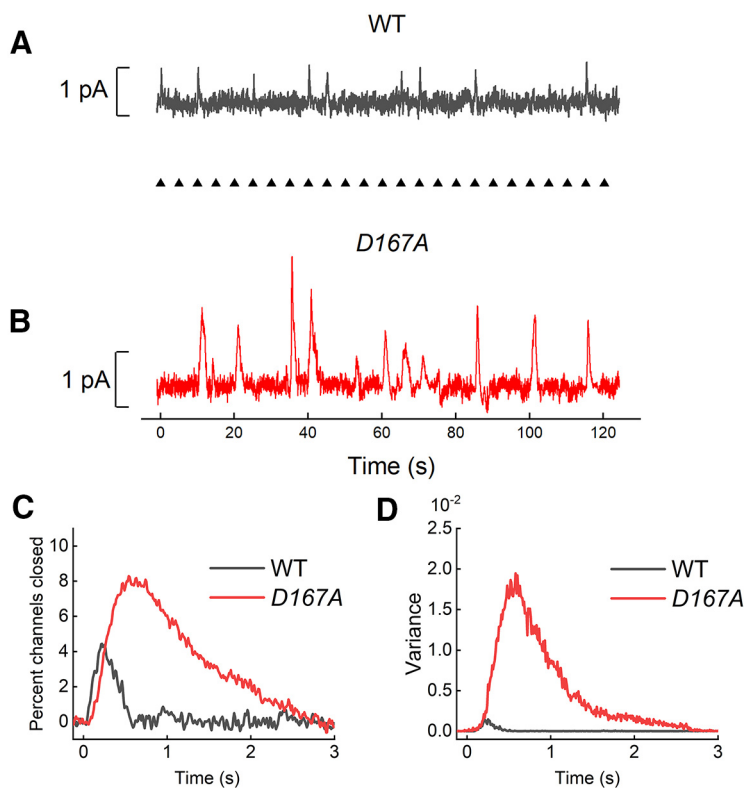 A
WT
1 pA
D167A
B
1 pA
0 20 40 60 80 100 120
Time (s)
C
Percent channels closed
10
8
6
4
2
0
WT
D167A
0 1 2 3
Time (s)
D
10⁻²
Variance
2.5
2.0
1.5
1.0
0.5
0.0
WT
D167A
0 1 2 3
Time (s)